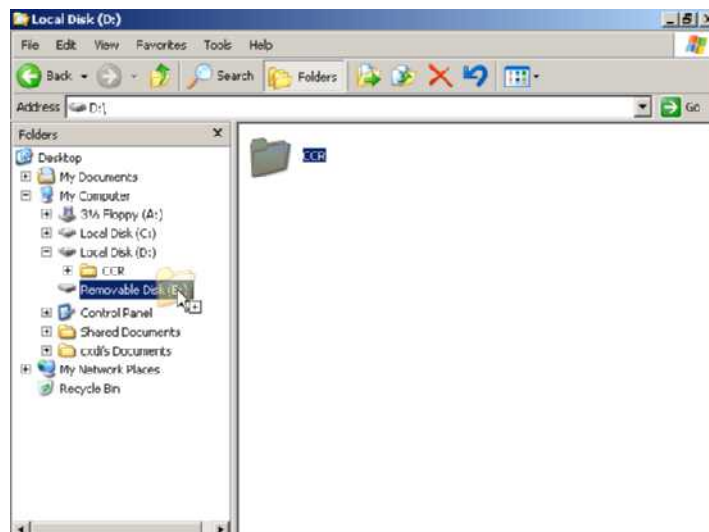 Local Disk (D:)
File Edit View Favorites Tools Help
Back Search Folders
Address D:\ Go
Folders x
Desktop
My Documents
My Computer
3½ Floppy (A:)
Local Disk (C:)
Local Disk (D:)
CCR
Removable Disk (E:)
Control Panel
Shared Documents
cxdi's Documents
My Network Places
Recycle Bin
CCR